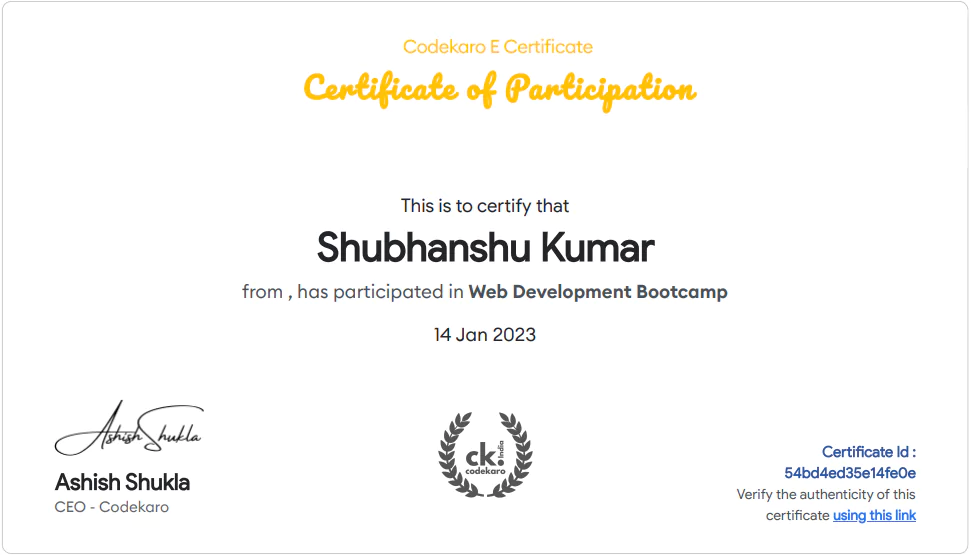 Codekaro E Certificate
Certificate of Participation
This is to certify that
Shubhanshu Kumar
from , has participated in Web Development Bootcamp
14 Jan 2023
Ashish Shukla
Ashish Shukla
CEO - Codekaro
ck.
India
codekaro
Certificate Id :
54bd4ed35e14fe0e
Verify the authenticity of this
certificate using this link